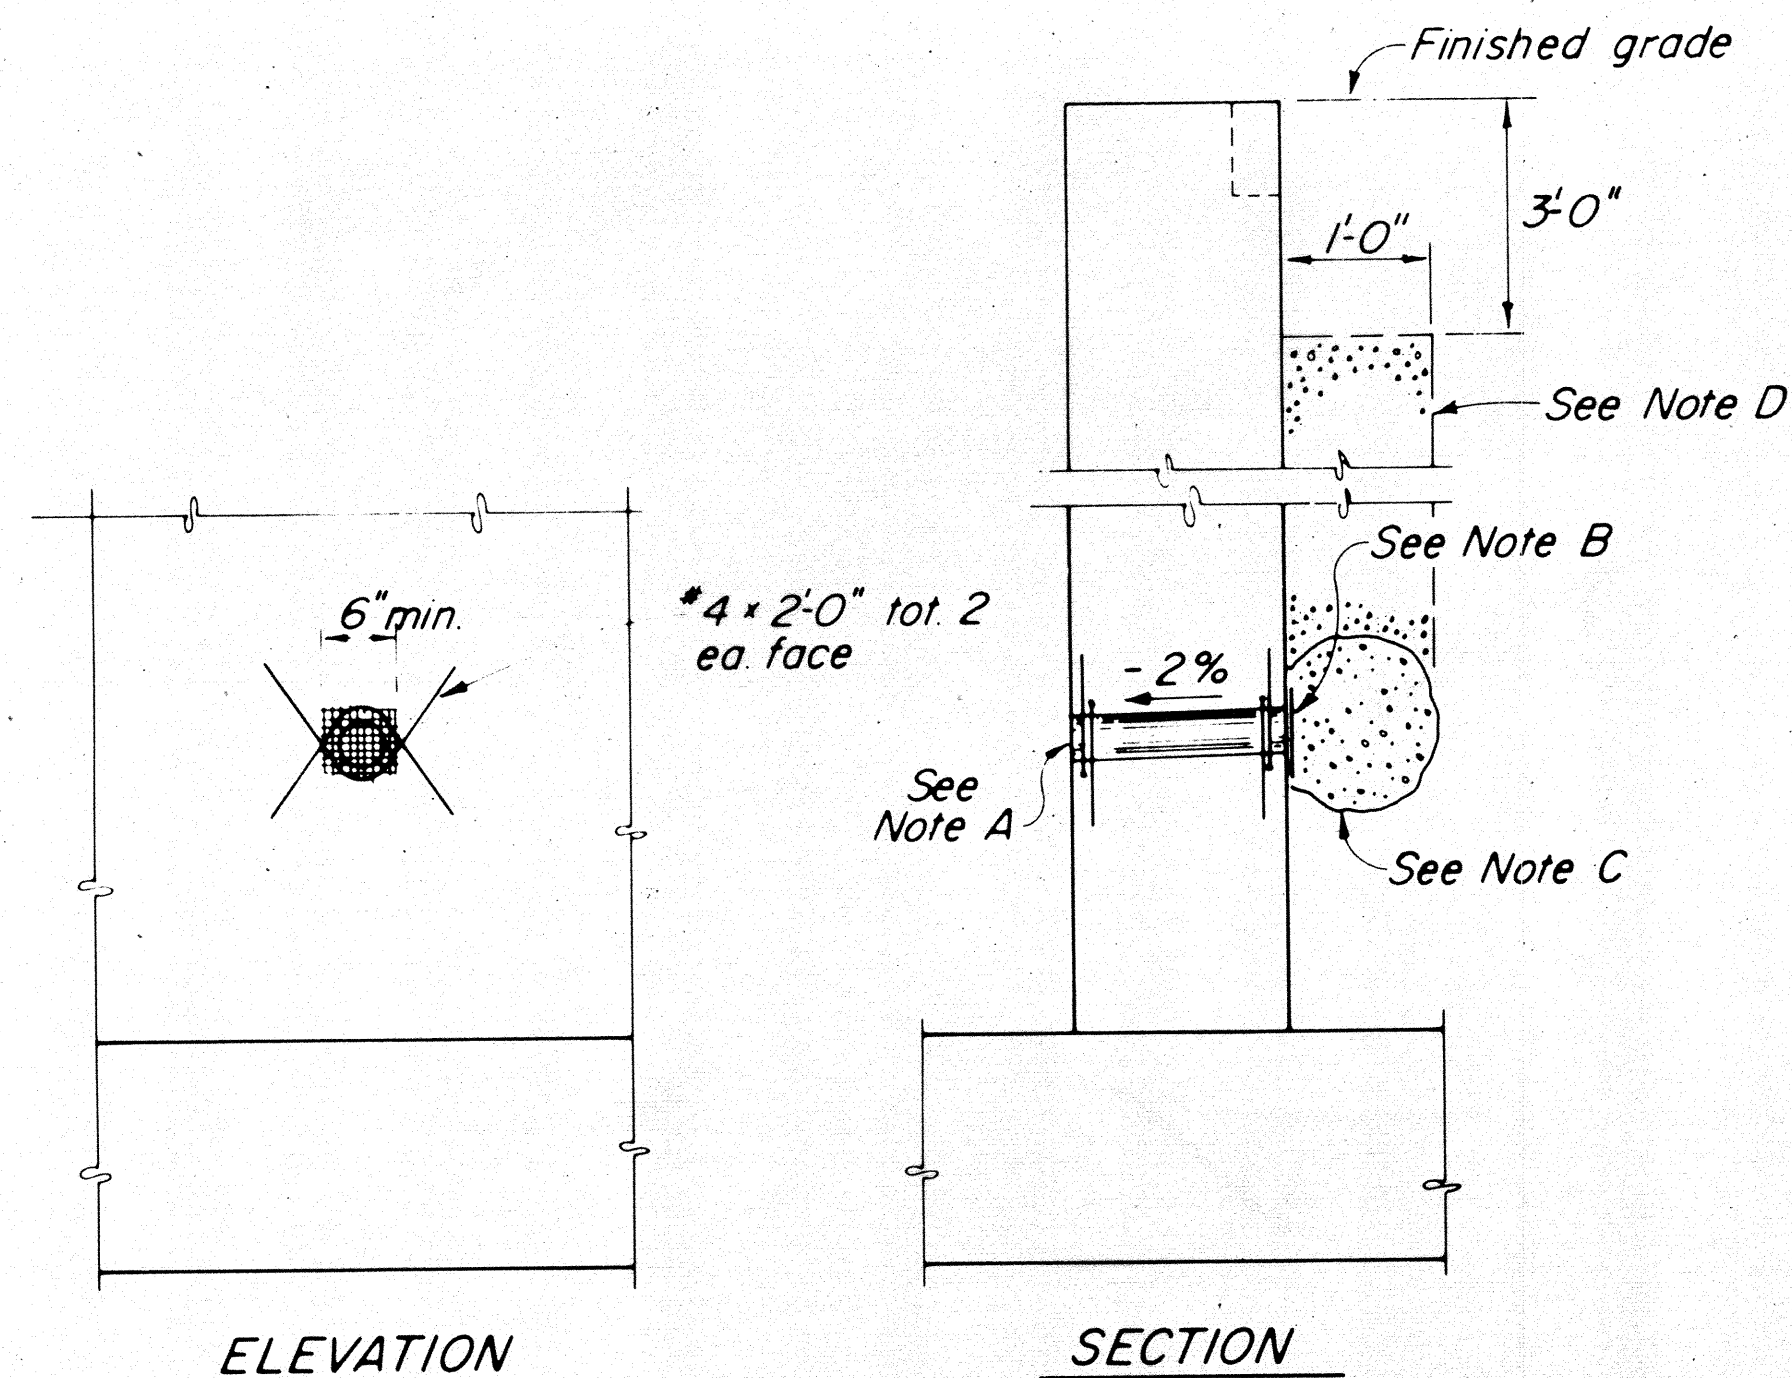 Finished grade
3'-0"
1'-0"
See Note D
See Note B
6" min.
#4 x 2'-0" tot. 2
ea. face
- 2%
See
Note A
See Note C
ELEVATION
SECTION